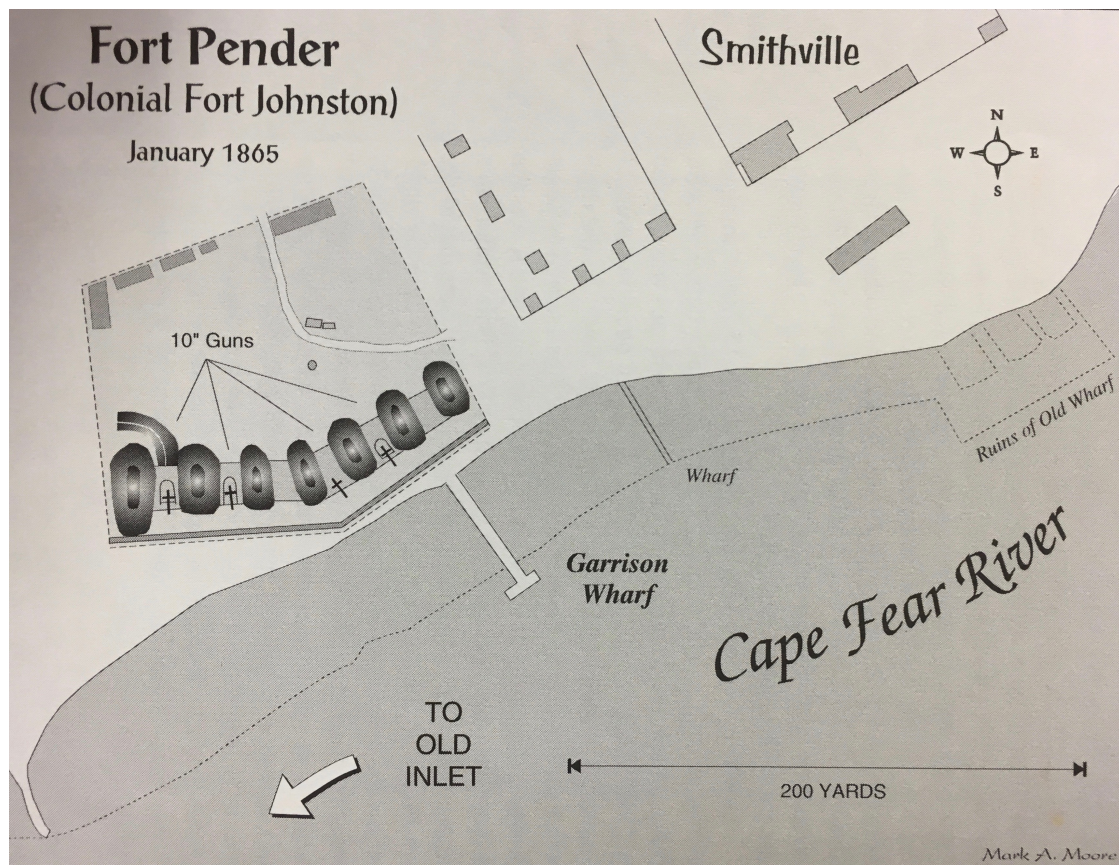 Fort Pender
(Colonial Fort Johnston)
January 1865
Smithville
N
W E
S
10" Guns
Ruins of Old Wharf
Wharf
Garrison
Wharf
Cape Fear River
TO
OLD
INLET
200 YARDS
Mark A. Moore